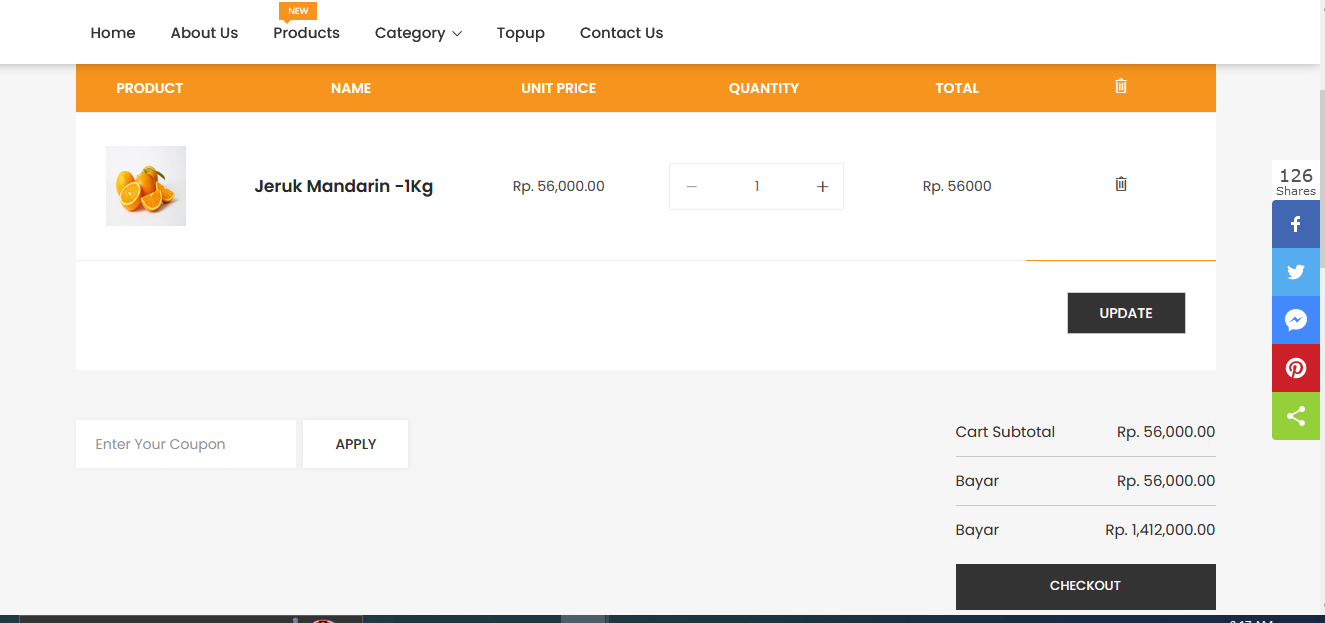 NEW
Home About Us Products Category Topup Contact Us
PRODUCT NAME UNIT PRICE QUANTITY TOTAL
Jeruk Mandarin -1Kg Rp. 56,000.00 1 Rp. 56000
126
Shares
UPDATE
Enter Your Coupon APPLY
Cart Subtotal Rp. 56,000.00
Bayar Rp. 56,000.00
Bayar Rp. 1,412,000.00
CHECKOUT